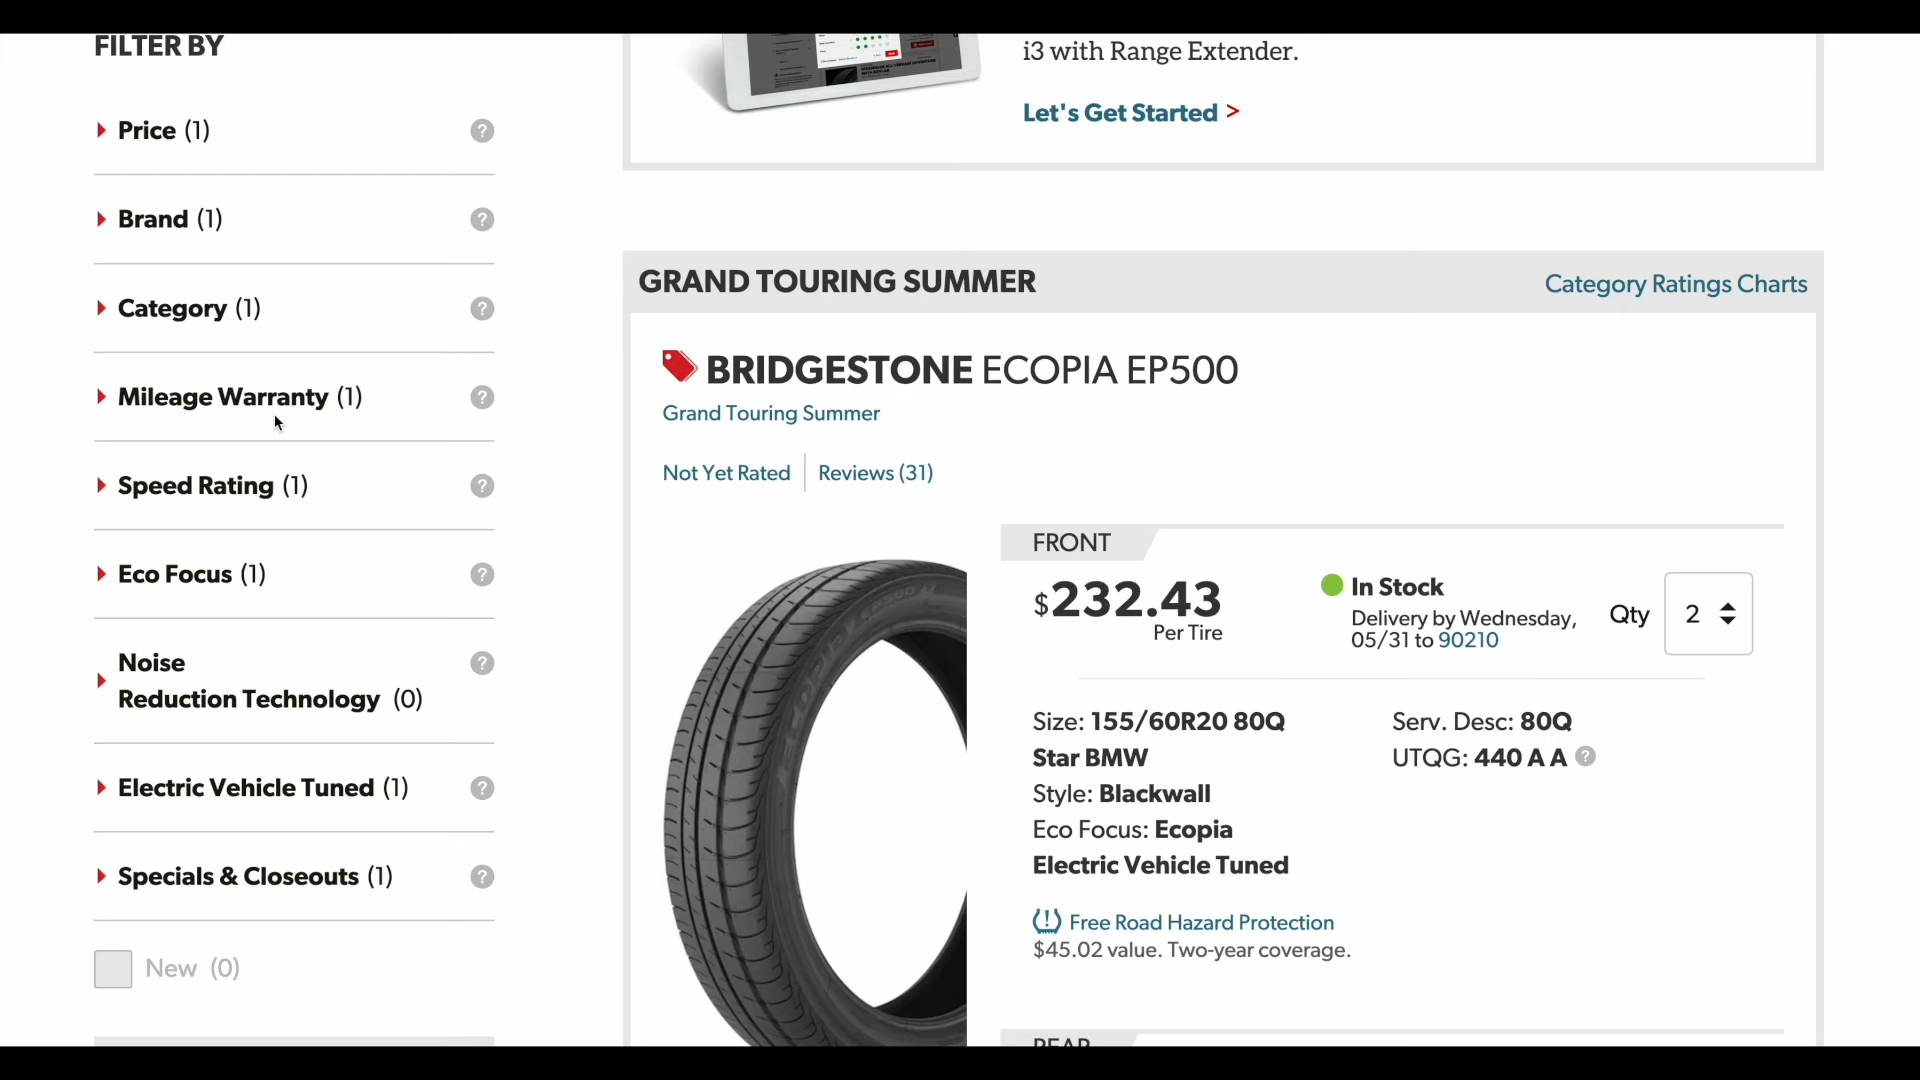 FILTER BY
Price (1)
?
Brand (1)
?
Category (1)
?
Mileage Warranty (1)
?
Speed Rating (1)
?
Eco Focus (1)
?
Noise
Reduction Technology (0)
?
Electric Vehicle Tuned (1)
?
Specials & Closeouts (1)
?
New (0)
i3 with Range Extender.
Let's Get Started >
GRAND TOURING SUMMER
Category Ratings Charts
BRIDGESTONE ECOPIA EP500
Grand Touring Summer
Not Yet Rated
Reviews (31)
FRONT
$232.43
Per Tire
In Stock
Delivery by Wednesday,
05/31 to 90210
Qty
2
Size: 155/60R20 80Q
Star BMW
Style: Blackwall
Eco Focus: Ecopia
Electric Vehicle Tuned
Serv. Desc: 80Q
UTQG: 440 A A ?
Free Road Hazard Protection
$45.02 value. Two-year coverage.
REAR